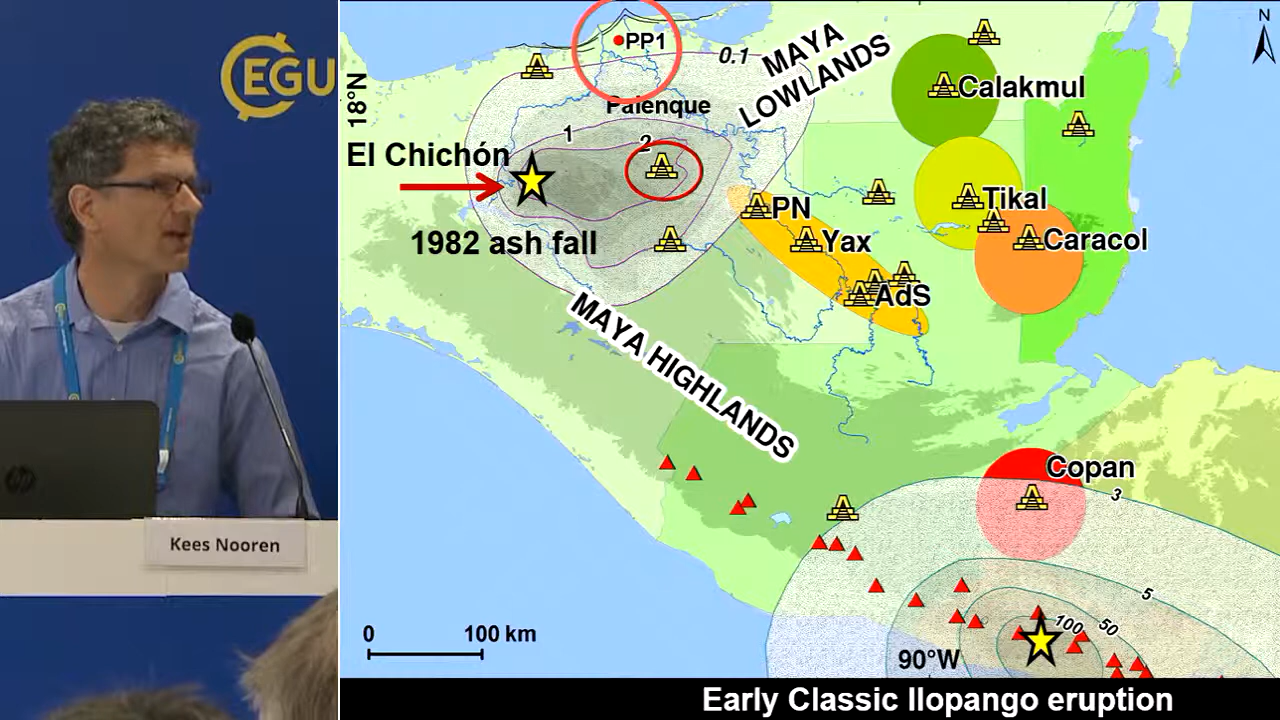 EGU
hp
Kees Nooren
N
18°N
PP1
0.1
MAYA
LOWLANDS
Calakmul
Palenque
1
2
El Chichón
1982 ash fall
PN
Yax
AdS
Tikal
Caracol
MAYA HIGHLANDS
Copan
3
5
50
100
0
100 km
90°W
Early Classic Ilopango eruption